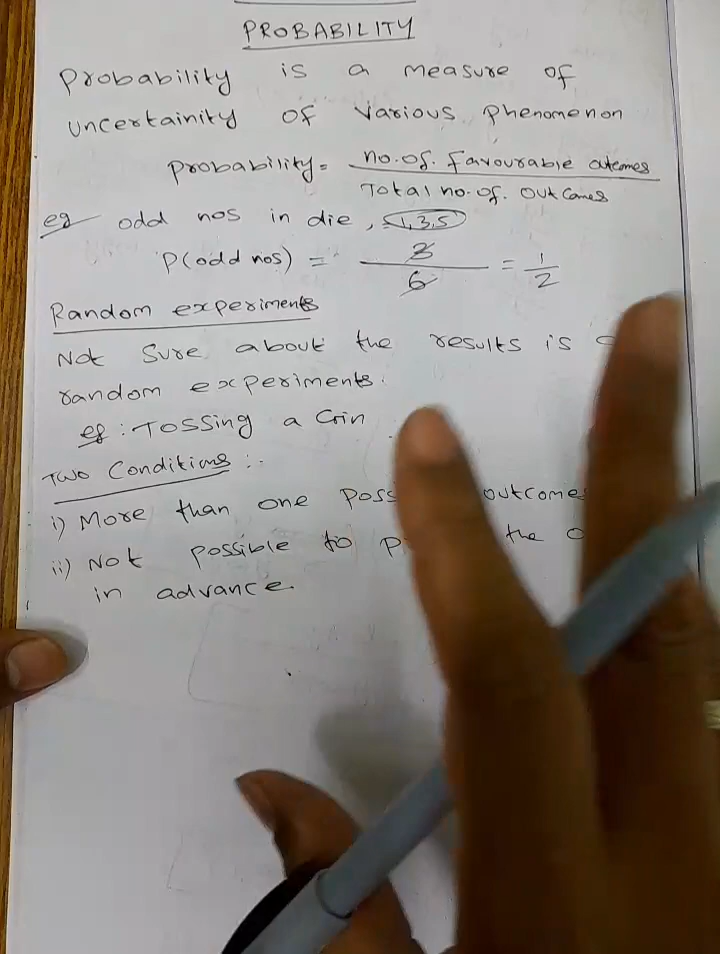 PROBABILITY
Probability is a measure of
Uncertainity of various Phenomenon
Probability = no.of. favourable outcomes
Total no.of. outcomes
eg odd nos in die, 1,3,5
P(odd nos) = 3/6 = 1/2
Random experiments
Not Sure about the results is
random experiments.
eg: Tossing a Coin
Two Conditions :-
i) More than one outcomes
ii) Not possible to the
in advance.